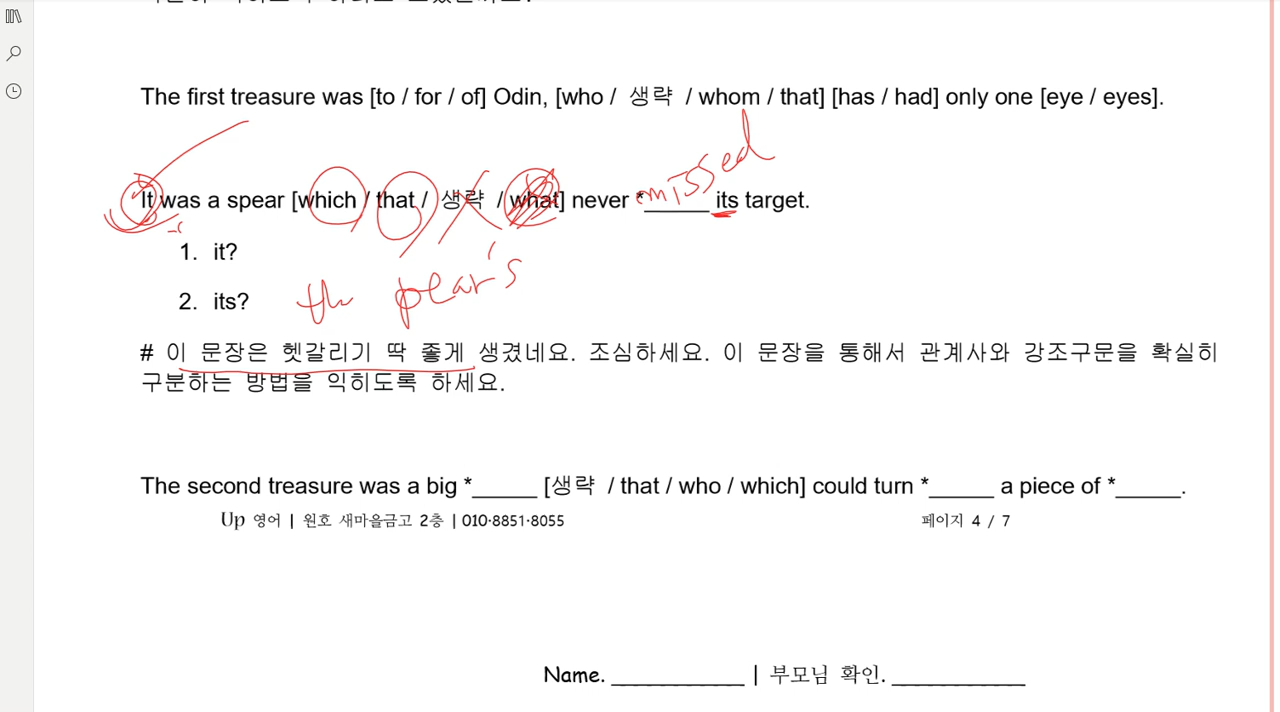 The first treasure was [to / for / of] Odin, [who / 생략 / whom / that] [has / had] only one [eye / eyes].
missed
It was a spear [which / that / 생략 / what] never *_____ its target.
1. it?
2. its? the pear's
# 이 문장은 헷갈리기 딱 좋게 생겼네요. 조심하세요. 이 문장을 통해서 관계사와 강조구문을 확실히
구분하는 방법을 익히도록 하세요.
The second treasure was a big *_____ [생략 / that / who / which] could turn *_____ a piece of *_____.
Up 영어 | 원호 새마을금고 2층 | 010·8851·8055 페이지 4 / 7
Name. ___________ | 부모님 확인. ___________